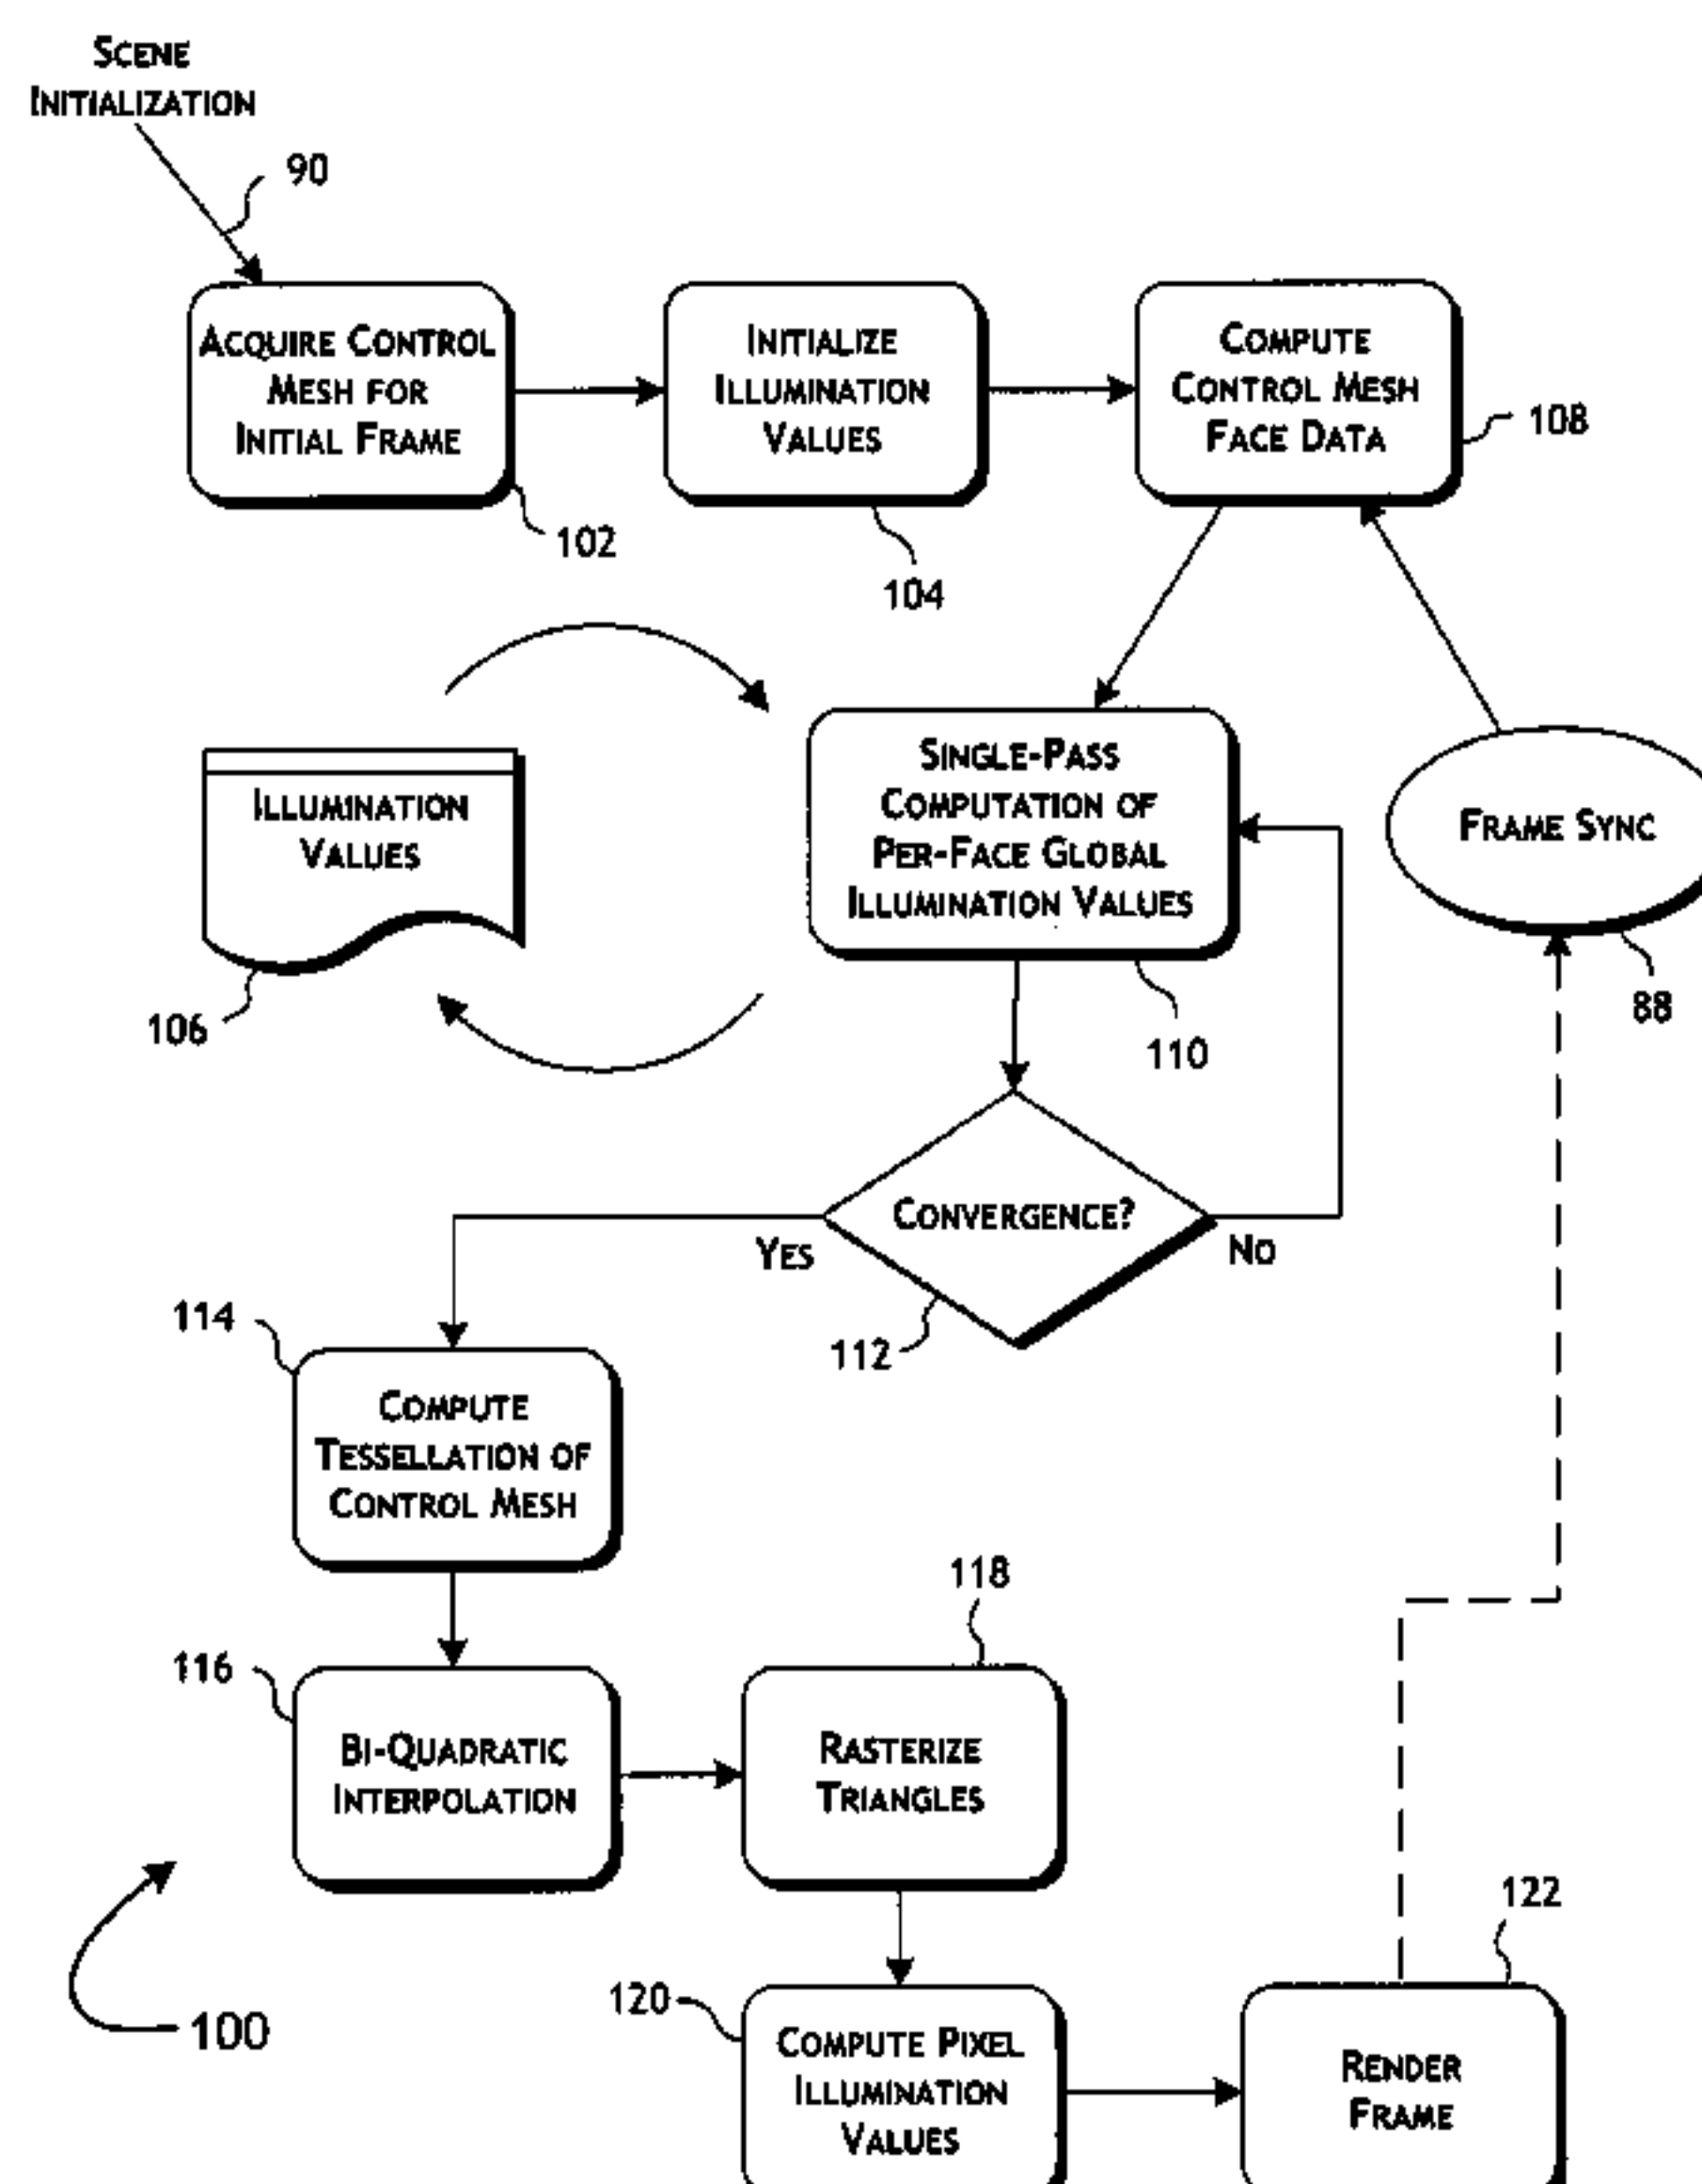 SCENE
INITIALIZATION
90
ACQUIRE CONTROL
MESH FOR
INITIAL FRAME
102
INITIALIZE
ILLUMINATION
VALUES
104
COMPUTE
CONTROL MESH
FACE DATA
108
ILLUMINATION
VALUES
106
SINGLE-PASS
COMPUTATION OF
PER-FACE GLOBAL
ILLUMINATION VALUES
110
FRAME SYNC
88
CONVERGENCE?
YES
NO
112
114
COMPUTE
TESSELLATION OF
CONTROL MESH
116
BI-QUADRATIC
INTERPOLATION
118
RASTERIZE
TRIANGLES
120
COMPUTE PIXEL
ILLUMINATION
VALUES
122
RENDER
FRAME
100